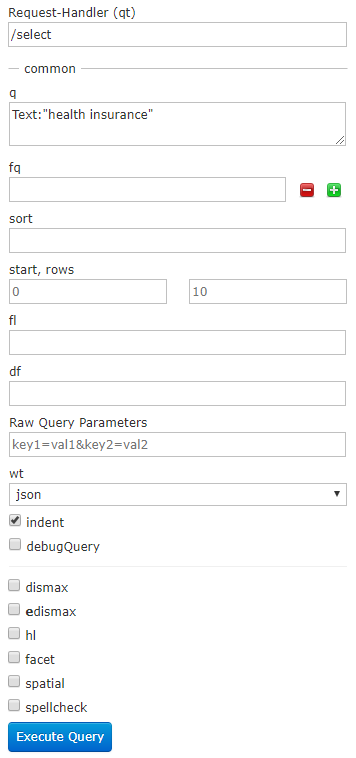 Request-Handler (qt)
/select
common
q
Text:"health insurance"
fq
sort
start, rows
0 10
fl
df
Raw Query Parameters
key1=val1&key2=val2
wt
json
indent
debugQuery
dismax
edismax
hl
facet
spatial
spellcheck
Execute Query